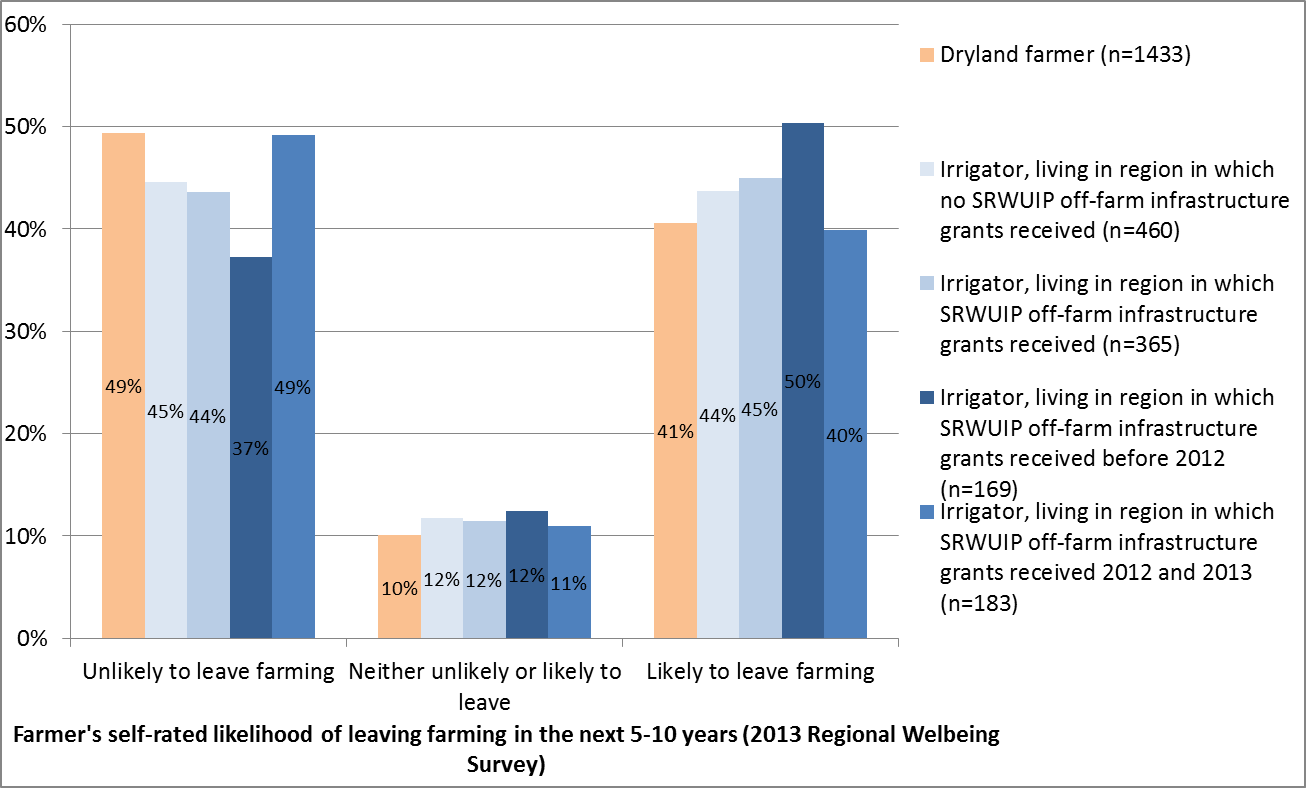 60%
50%
40%
30%
20%
10%
0%
49%
45%
44%
37%
49%
10%
12%
12%
12%
11%
41%
44%
45%
50%
40%
Unlikely to leave farming
Neither unlikely or likely to
leave
Likely to leave farming
Farmer's self-rated likelihood of leaving farming in the next 5-10 years (2013 Regional Welbeing
Survey)
Dryland farmer (n=1433)
Irrigator, living in region in which
no SRWUIP off-farm infrastructure
grants received (n=460)
Irrigator, living in region in which
SRWUIP off-farm infrastructure
grants received (n=365)
Irrigator, living in region in which
SRWUIP off-farm infrastructure
grants received before 2012
(n=169)
Irrigator, living in region in which
SRWUIP off-farm infrastructure
grants received 2012 and 2013
(n=183)